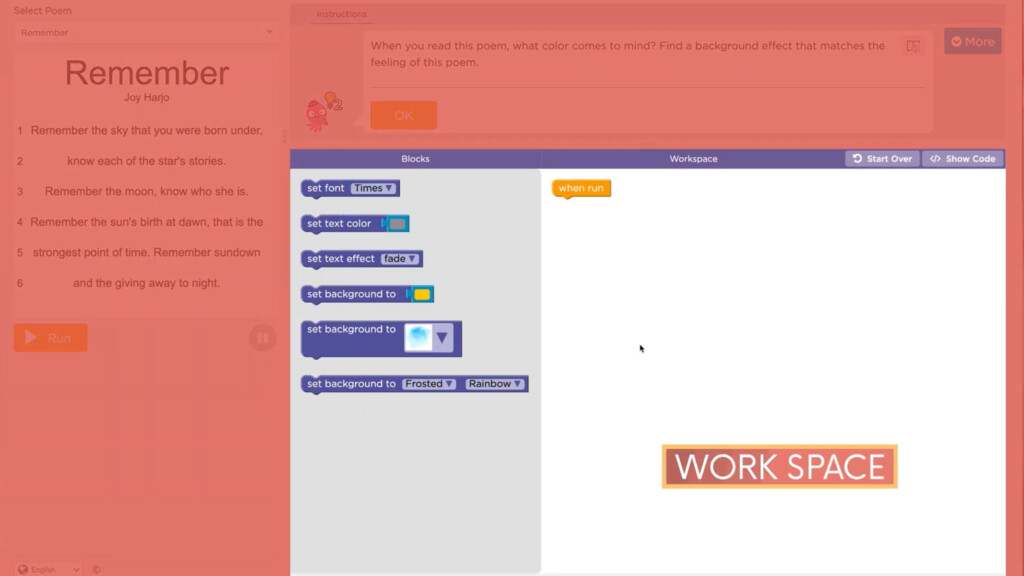 Select Poem
Remember
Remember
Joy Harjo
1 Remember the sky that you were born under,
2 know each of the star's stories.
3 Remember the moon, know who she is.
4 Remember the sun's birth at dawn, that is the
5 strongest point of time. Remember sundown
6 and the giving away to night.
Run
English
Instructions
When you read this poem, what color comes to mind? Find a background effect that matches the
feeling of this poem.
2
OK
More
Blocks
Workspace
Start Over
</> Show Code
set font Times
set text color
set text effect fade
set background to
set background to
set background to Frosted Rainbow
when run
WORK SPACE